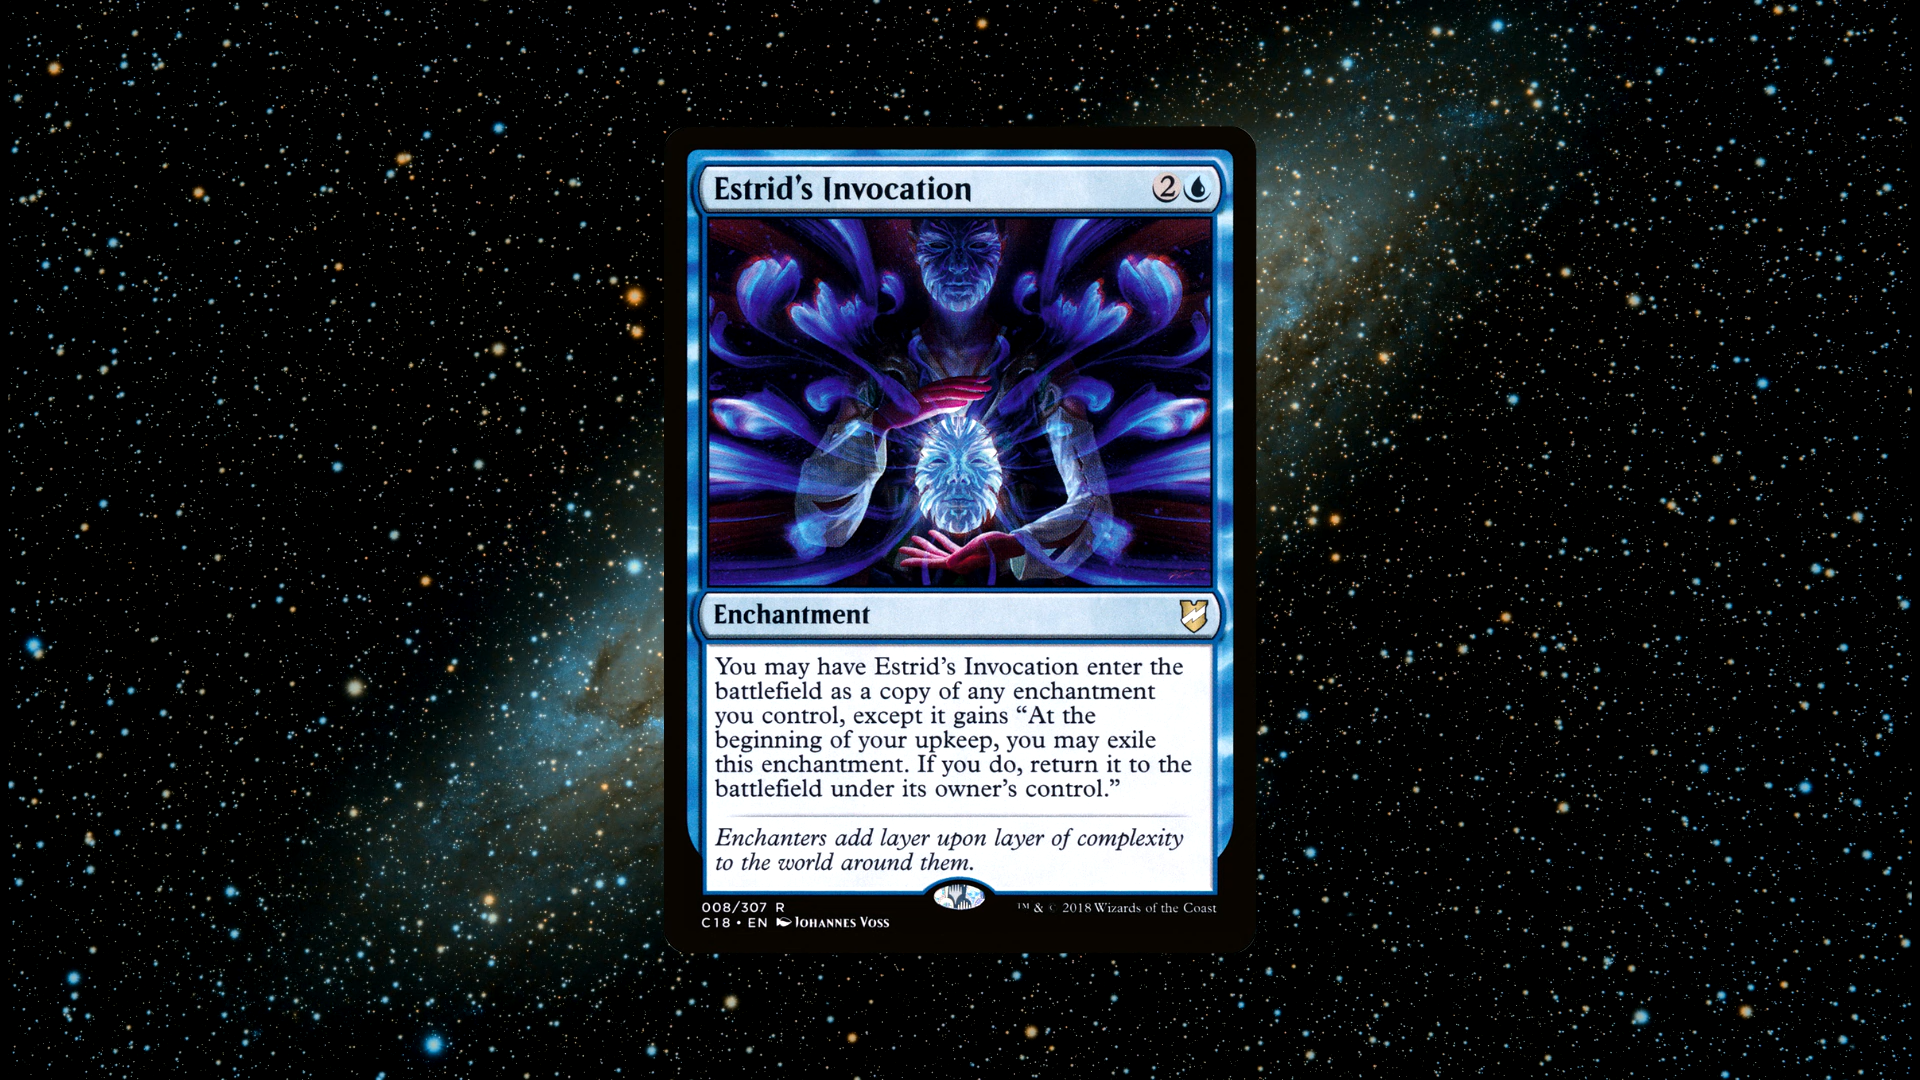 Estrid's Invocation 2
Enchantment
You may have Estrid's Invocation enter the
battlefield as a copy of any enchantment
you control, except it gains “At the
beginning of your upkeep, you may exile
this enchantment. If you do, return it to the
battlefield under its owner's control.”
Enchanters add layer upon layer of complexity
to the world around them.
008/307 R
C18 • EN Johannes Voss
™ & © 2018 Wizards of the Coast